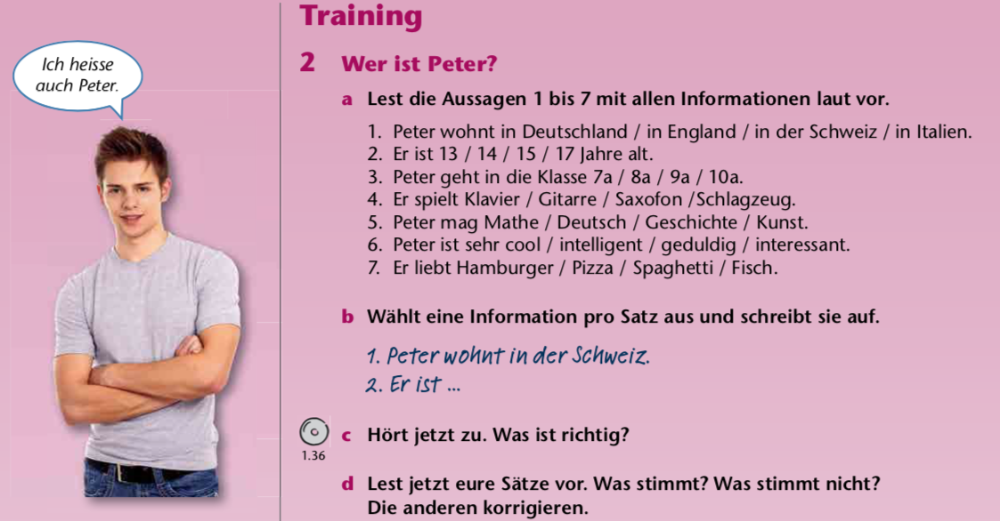 Training
Ich heisse
auch Peter.
2 Wer ist Peter?
a Lest die Aussagen 1 bis 7 mit allen Informationen laut vor.
1. Peter wohnt in Deutschland / in England / in der Schweiz / in Italien.
2. Er ist 13 / 14 / 15 / 17 Jahre alt.
3. Peter geht in die Klasse 7a / 8a / 9a / 10a.
4. Er spielt Klavier / Gitarre / Saxofon /Schlagzeug.
5. Peter mag Mathe / Deutsch / Geschichte / Kunst.
6. Peter ist sehr cool / intelligent / geduldig / interessant.
7. Er liebt Hamburger / Pizza / Spaghetti / Fisch.
b Wählt eine Information pro Satz aus und schreibt sie auf.
1. Peter wohnt in der Schweiz.
2. Er ist ...
c Hört jetzt zu. Was ist richtig?
1.36
d Lest jetzt eure Sätze vor. Was stimmt? Was stimmt nicht?
Die anderen korrigieren.